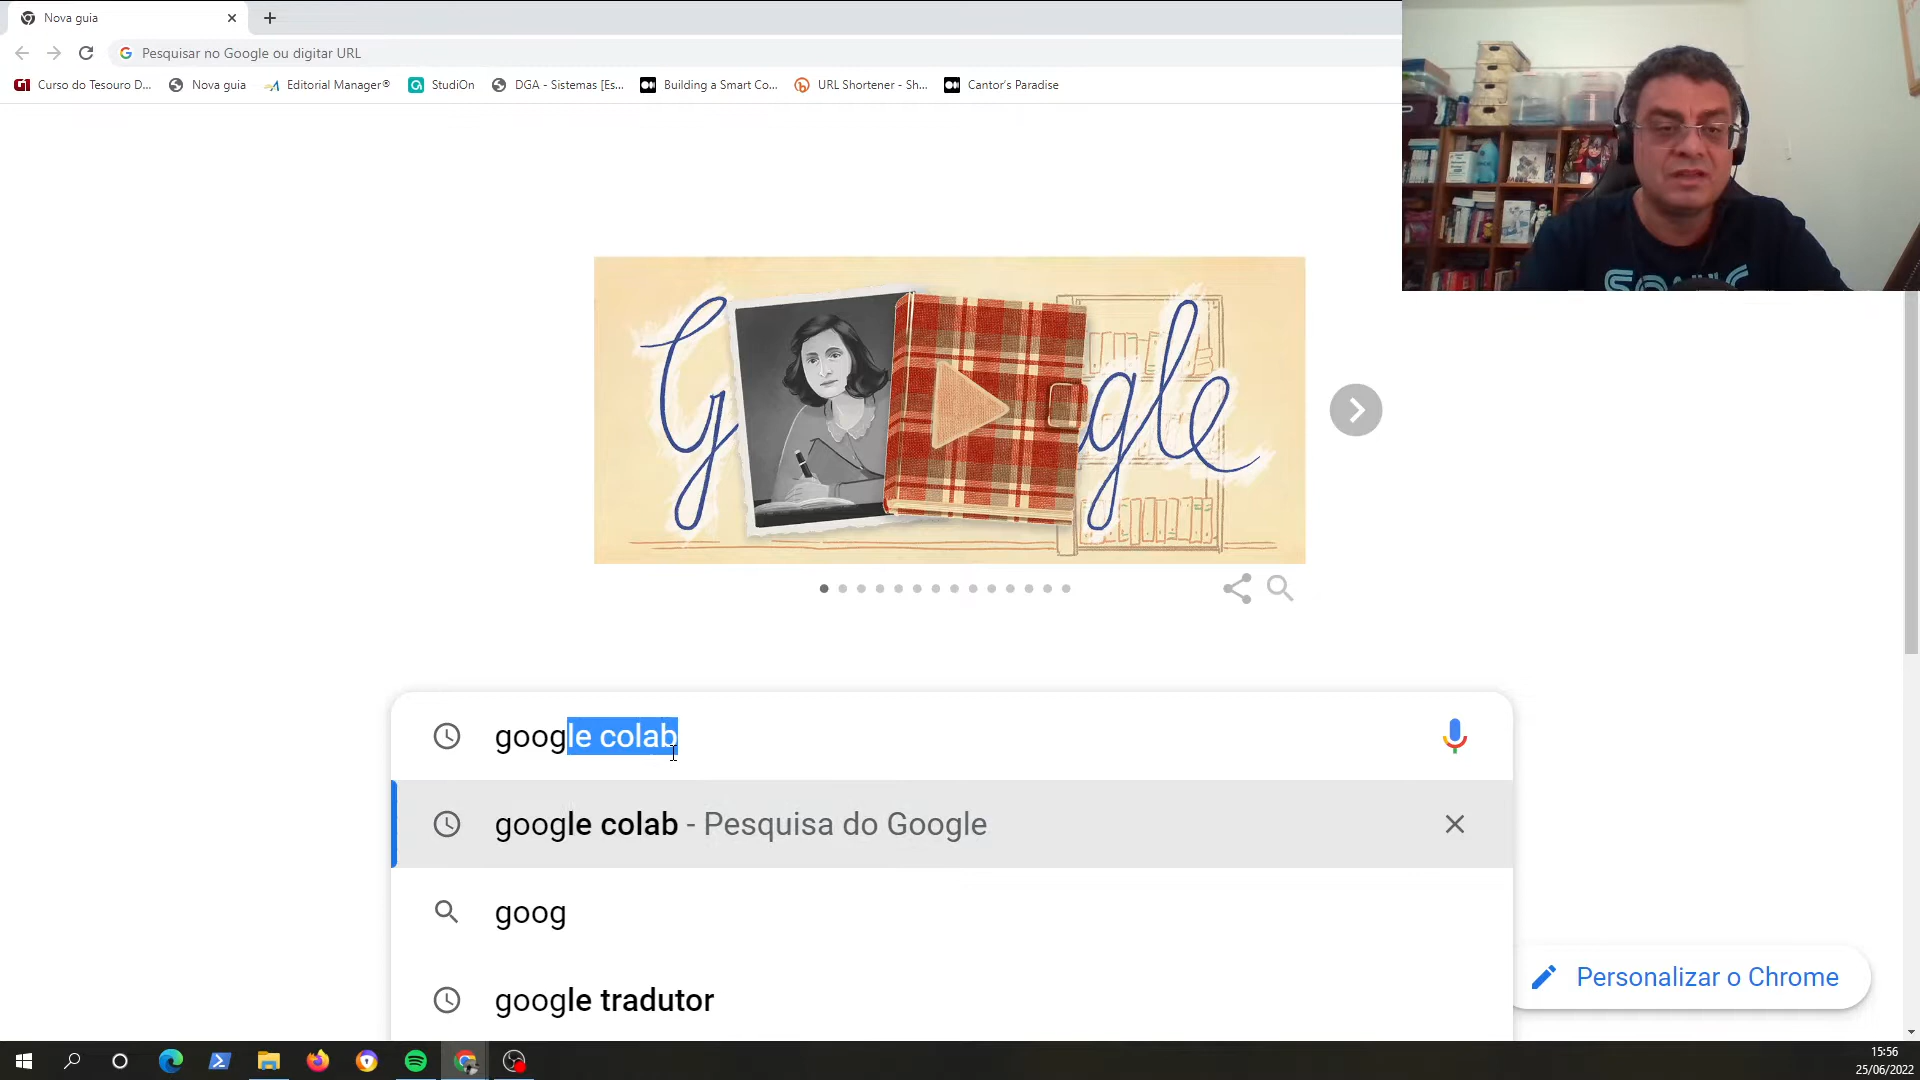 Nova guia
Pesquisar no Google ou digitar URL
Curso do Tesouro D...
Nova guia
Editorial Manager®
StudiOn
DGA - Sistemas [Es...
Building a Smart Co...
URL Shortener - Sh...
Cantor's Paradise
Google
google colab
google colab - Pesquisa do Google
goog
google tradutor
Personalizar o Chrome
15:56
25/06/2022